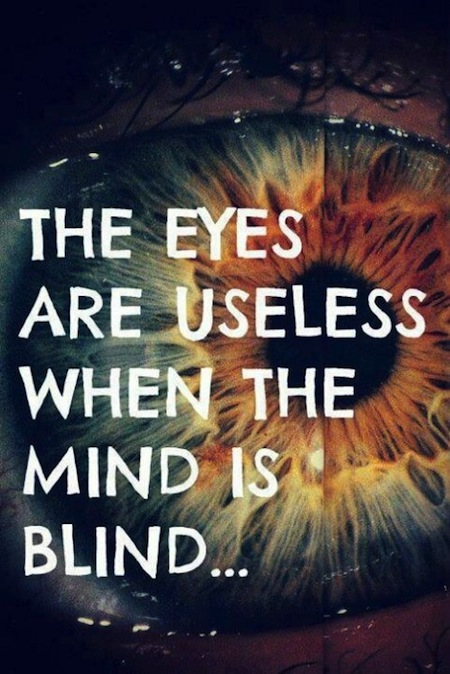 THE EYES
ARE USELESS
WHEN THE
MIND IS
BLIND...